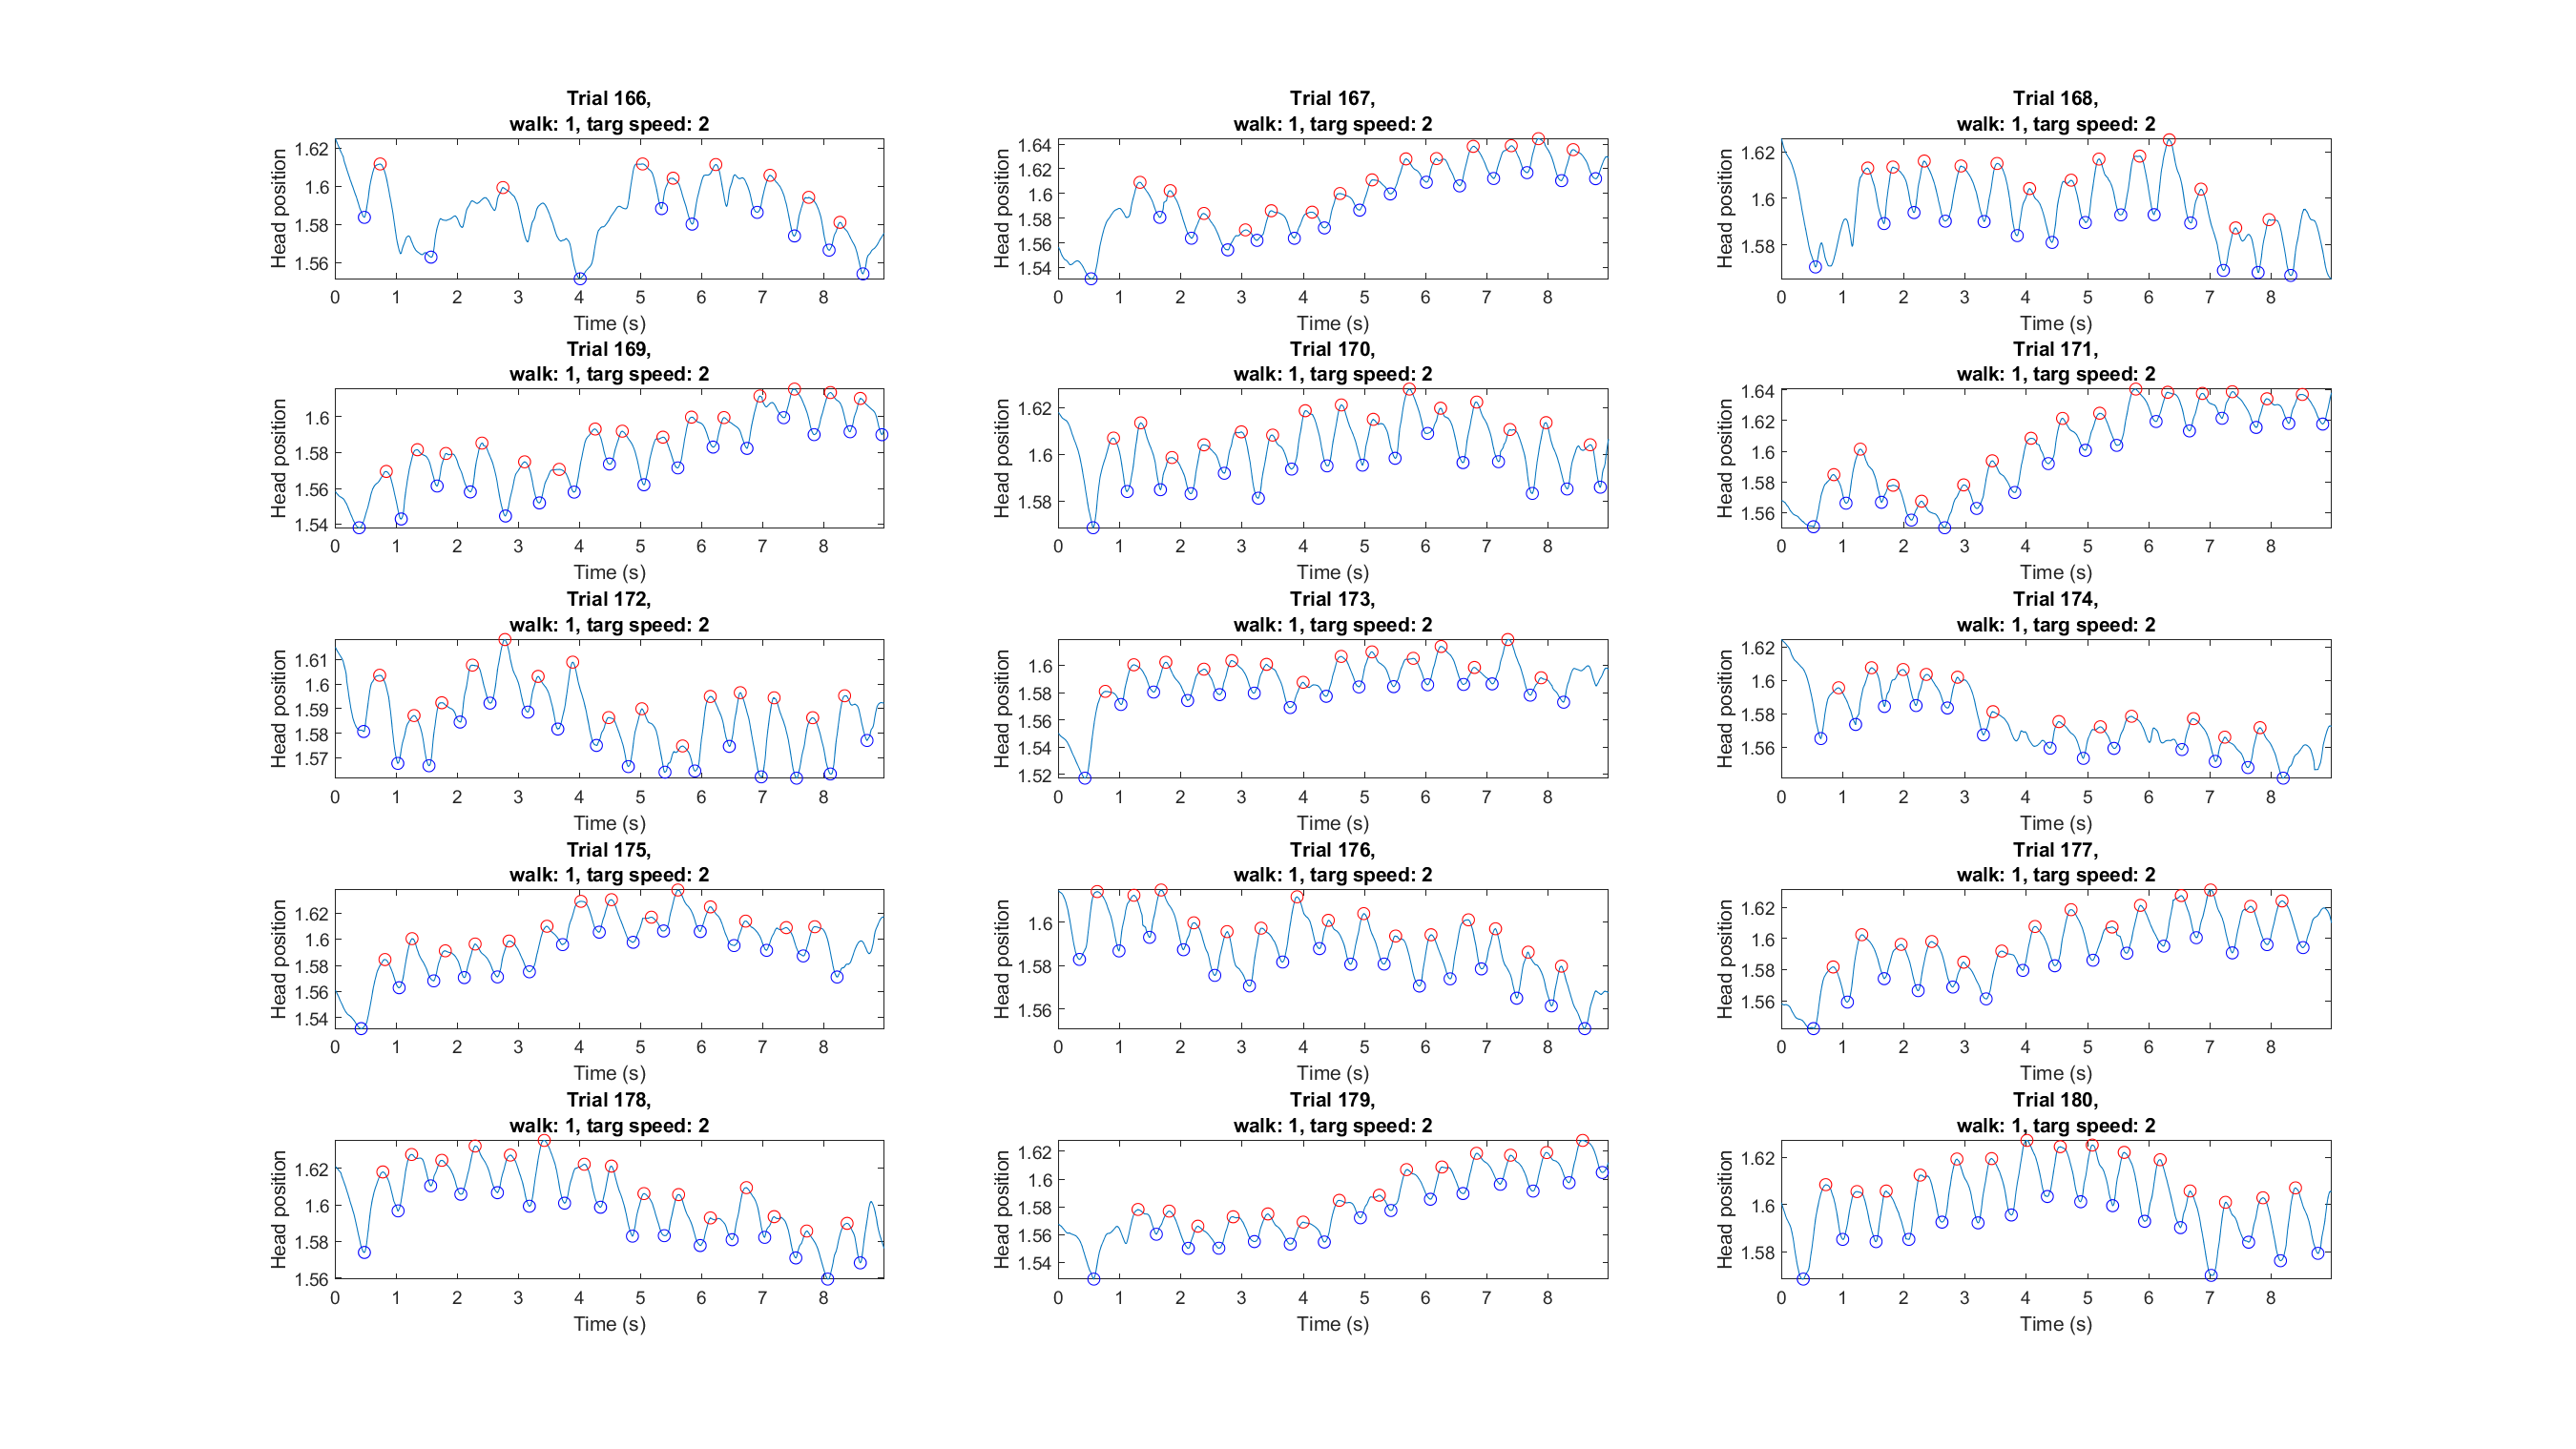 Trial 166,
walk: 1, targ speed: 2
Head position
1.62
1.6
1.58
1.56
0 1 2 3 4 5 6 7 8
Time (s)
Trial 167,
walk: 1, targ speed: 2
Head position
1.64
1.62
1.6
1.58
1.56
1.54
0 1 2 3 4 5 6 7 8
Time (s)
Trial 168,
walk: 1, targ speed: 2
Head position
1.62
1.6
1.58
0 1 2 3 4 5 6 7 8
Time (s)
Trial 169,
walk: 1, targ speed: 2
Head position
1.6
1.58
1.56
1.54
0 1 2 3 4 5 6 7 8
Time (s)
Trial 170,
walk: 1, targ speed: 2
Head position
1.62
1.6
1.58
0 1 2 3 4 5 6 7 8
Time (s)
Trial 171,
walk: 1, targ speed: 2
Head position
1.64
1.62
1.6
1.58
1.56
0 1 2 3 4 5 6 7 8
Time (s)
Trial 172,
walk: 1, targ speed: 2
Head position
1.61
1.6
1.59
1.58
1.57
0 1 2 3 4 5 6 7 8
Time (s)
Trial 173,
walk: 1, targ speed: 2
Head position
1.6
1.58
1.56
1.54
1.52
0 1 2 3 4 5 6 7 8
Time (s)
Trial 174,
walk: 1, targ speed: 2
Head position
1.62
1.6
1.58
1.56
0 1 2 3 4 5 6 7 8
Time (s)
Trial 175,
walk: 1, targ speed: 2
Head position
1.62
1.6
1.58
1.56
1.54
0 1 2 3 4 5 6 7 8
Time (s)
Trial 176,
walk: 1, targ speed: 2
Head position
1.6
1.58
1.56
0 1 2 3 4 5 6 7 8
Time (s)
Trial 177,
walk: 1, targ speed: 2
Head position
1.62
1.6
1.58
1.56
0 1 2 3 4 5 6 7 8
Time (s)
Trial 178,
walk: 1, targ speed: 2
Head position
1.62
1.6
1.58
1.56
0 1 2 3 4 5 6 7 8
Time (s)
Trial 179,
walk: 1, targ speed: 2
Head position
1.62
1.6
1.58
1.56
1.54
0 1 2 3 4 5 6 7 8
Time (s)
Trial 180,
walk: 1, targ speed: 2
Head position
1.62
1.6
1.58
0 1 2 3 4 5 6 7 8
Time (s)